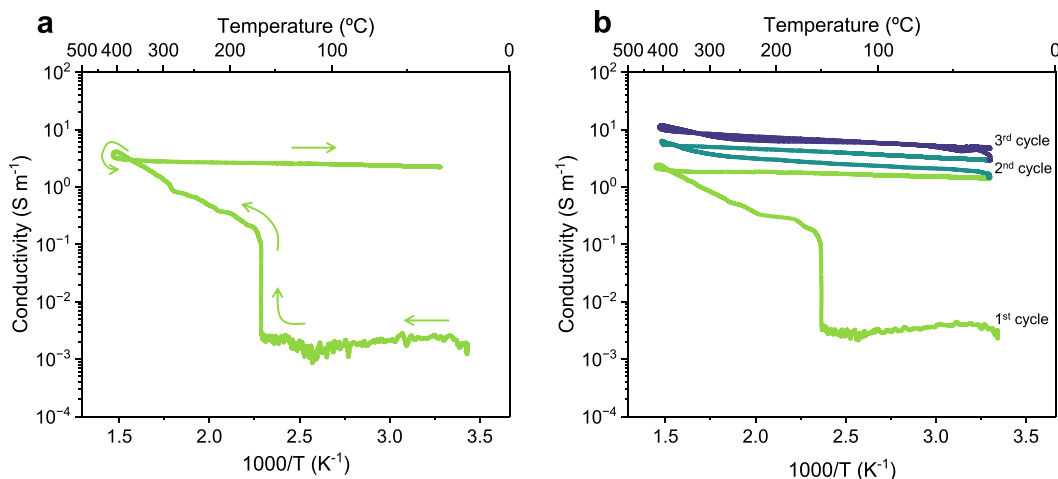 a
Temperature (ºC)
500 400 300 200 100 0
10² 10¹ 10⁰ 10⁻¹ 10⁻² 10⁻³ 10⁻⁴
Conductivity (S m⁻¹)
1.5 2.0 2.5 3.0 3.5
1000/T (K⁻¹)
b
Temperature (ºC)
500 400 300 200 100 0
10² 10¹ 10⁰ 10⁻¹ 10⁻² 10⁻³ 10⁻⁴
Conductivity (S m⁻¹)
3ʳᵈ cycle
2ⁿᵈ cycle
1ˢᵗ cycle
1.5 2.0 2.5 3.0 3.5
1000/T (K⁻¹)